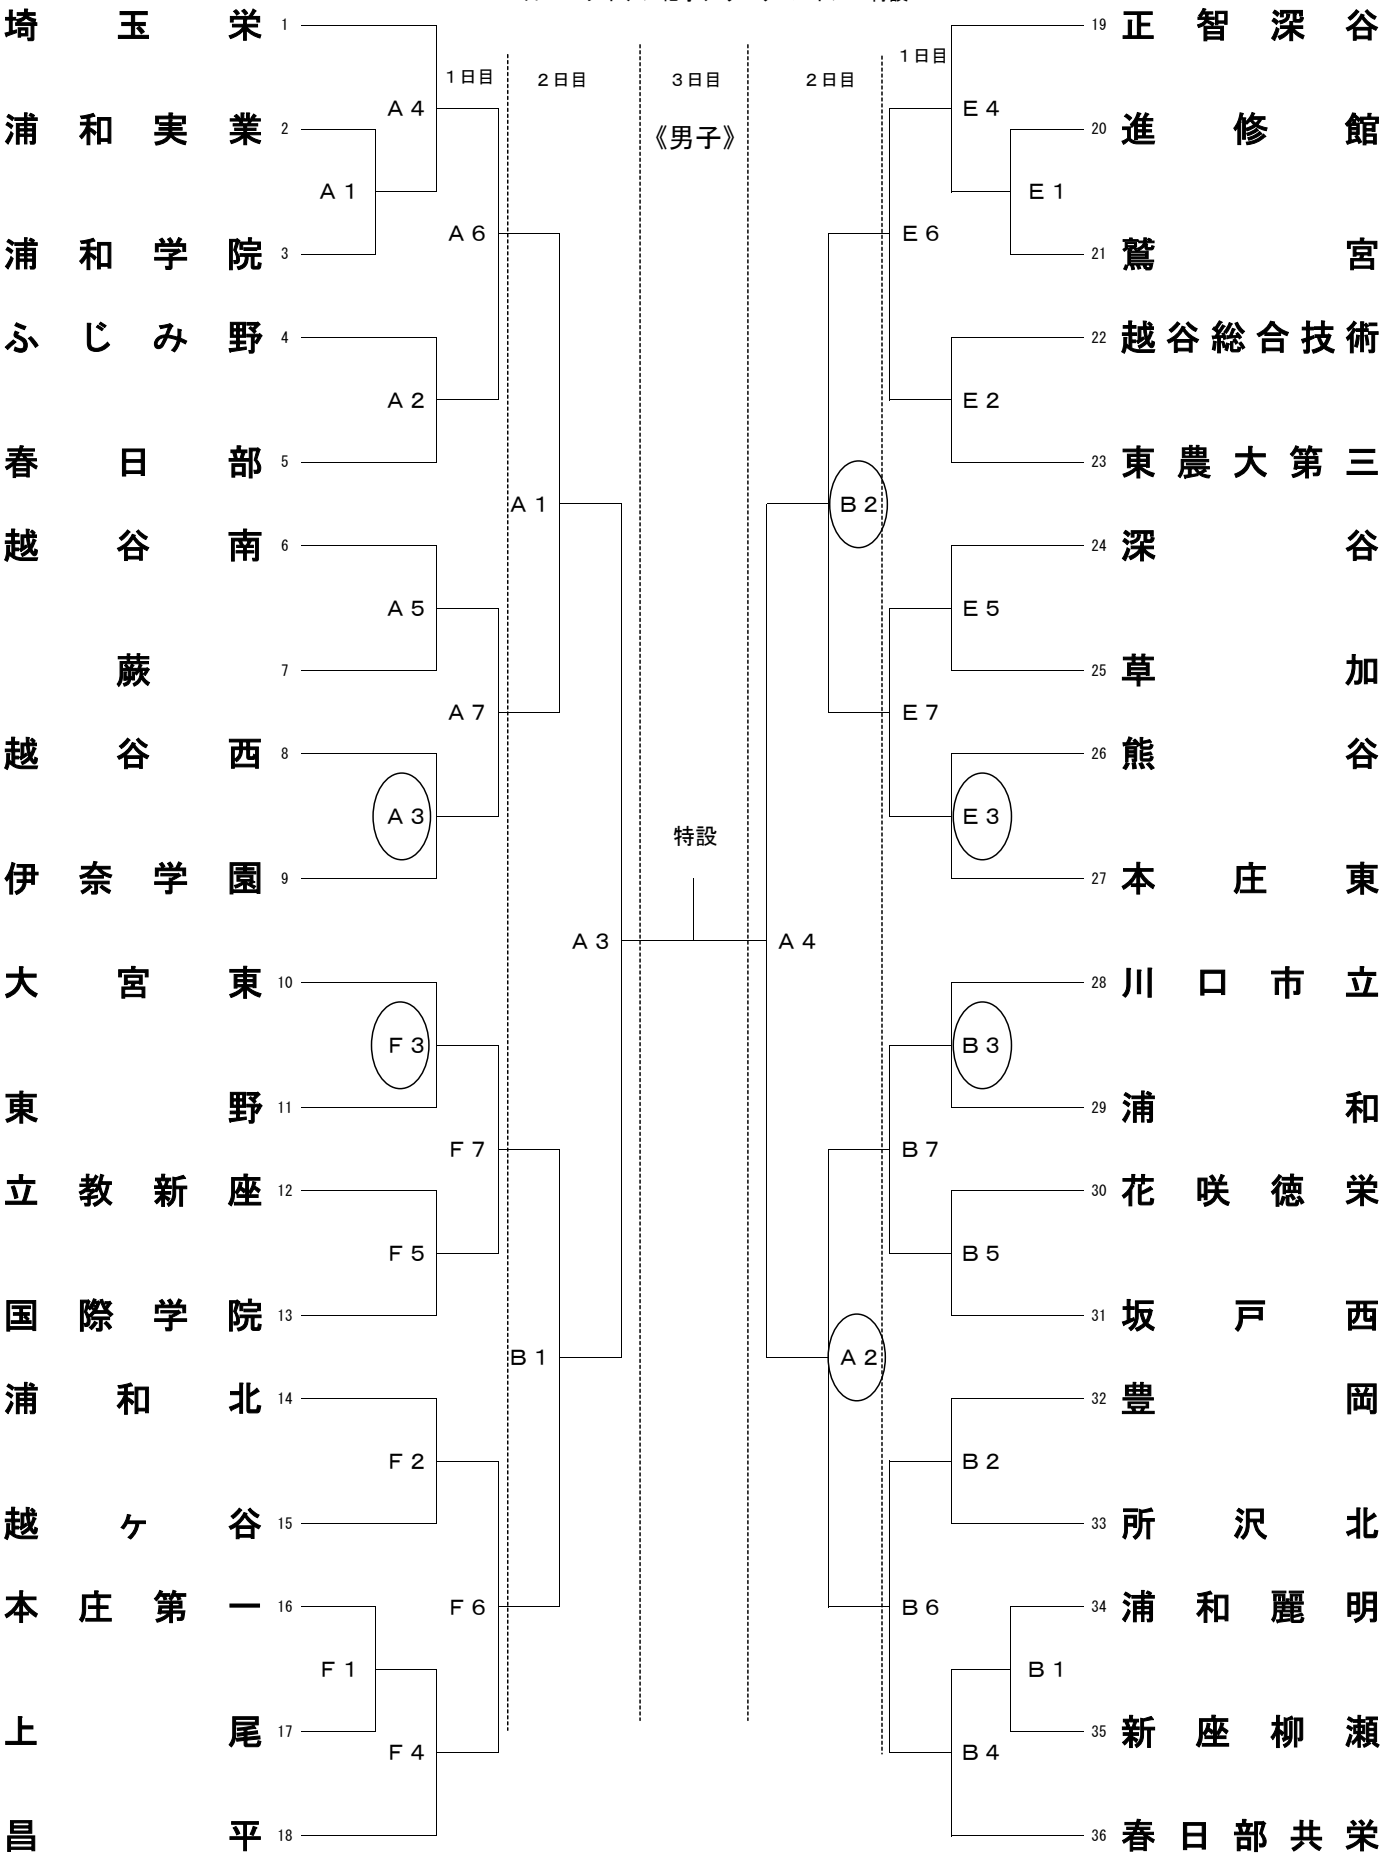 埼玉栄 1
浦和実業 2
浦和学院 3
ふじみ野 4
春日部 5
越谷南 6
蕨 7
越谷西 8
伊奈学園 9
大宮東 10
東野 11
立教新座 12
国際学院 13
浦和北 14
越ヶ谷 15
本庄第一 16
上尾 17
昌平 18
A4
A1
A2
A5
A3
F3
F5
F2
F1
F4
1日目
A6
A7
F7
F6
2日目
A1
B1
A3
3日目
《男子》
特設
A4
2日目
B2
A2
1日目
E6
E7
B7
B6
E4
E1
E2
E5
E3
B3
B5
B2
B1
B4
19 正智深谷
20 進修館
21 鷲宮
22 越谷総合技術
23 東農大第三
24 深谷
25 草加
26 熊谷
27 本庄東
28 川口市立
29 浦和
30 花咲徳栄
31 坂戸西
32 豊岡
33 所沢北
34 浦和麗明
35 新座柳瀬
36 春日部共栄